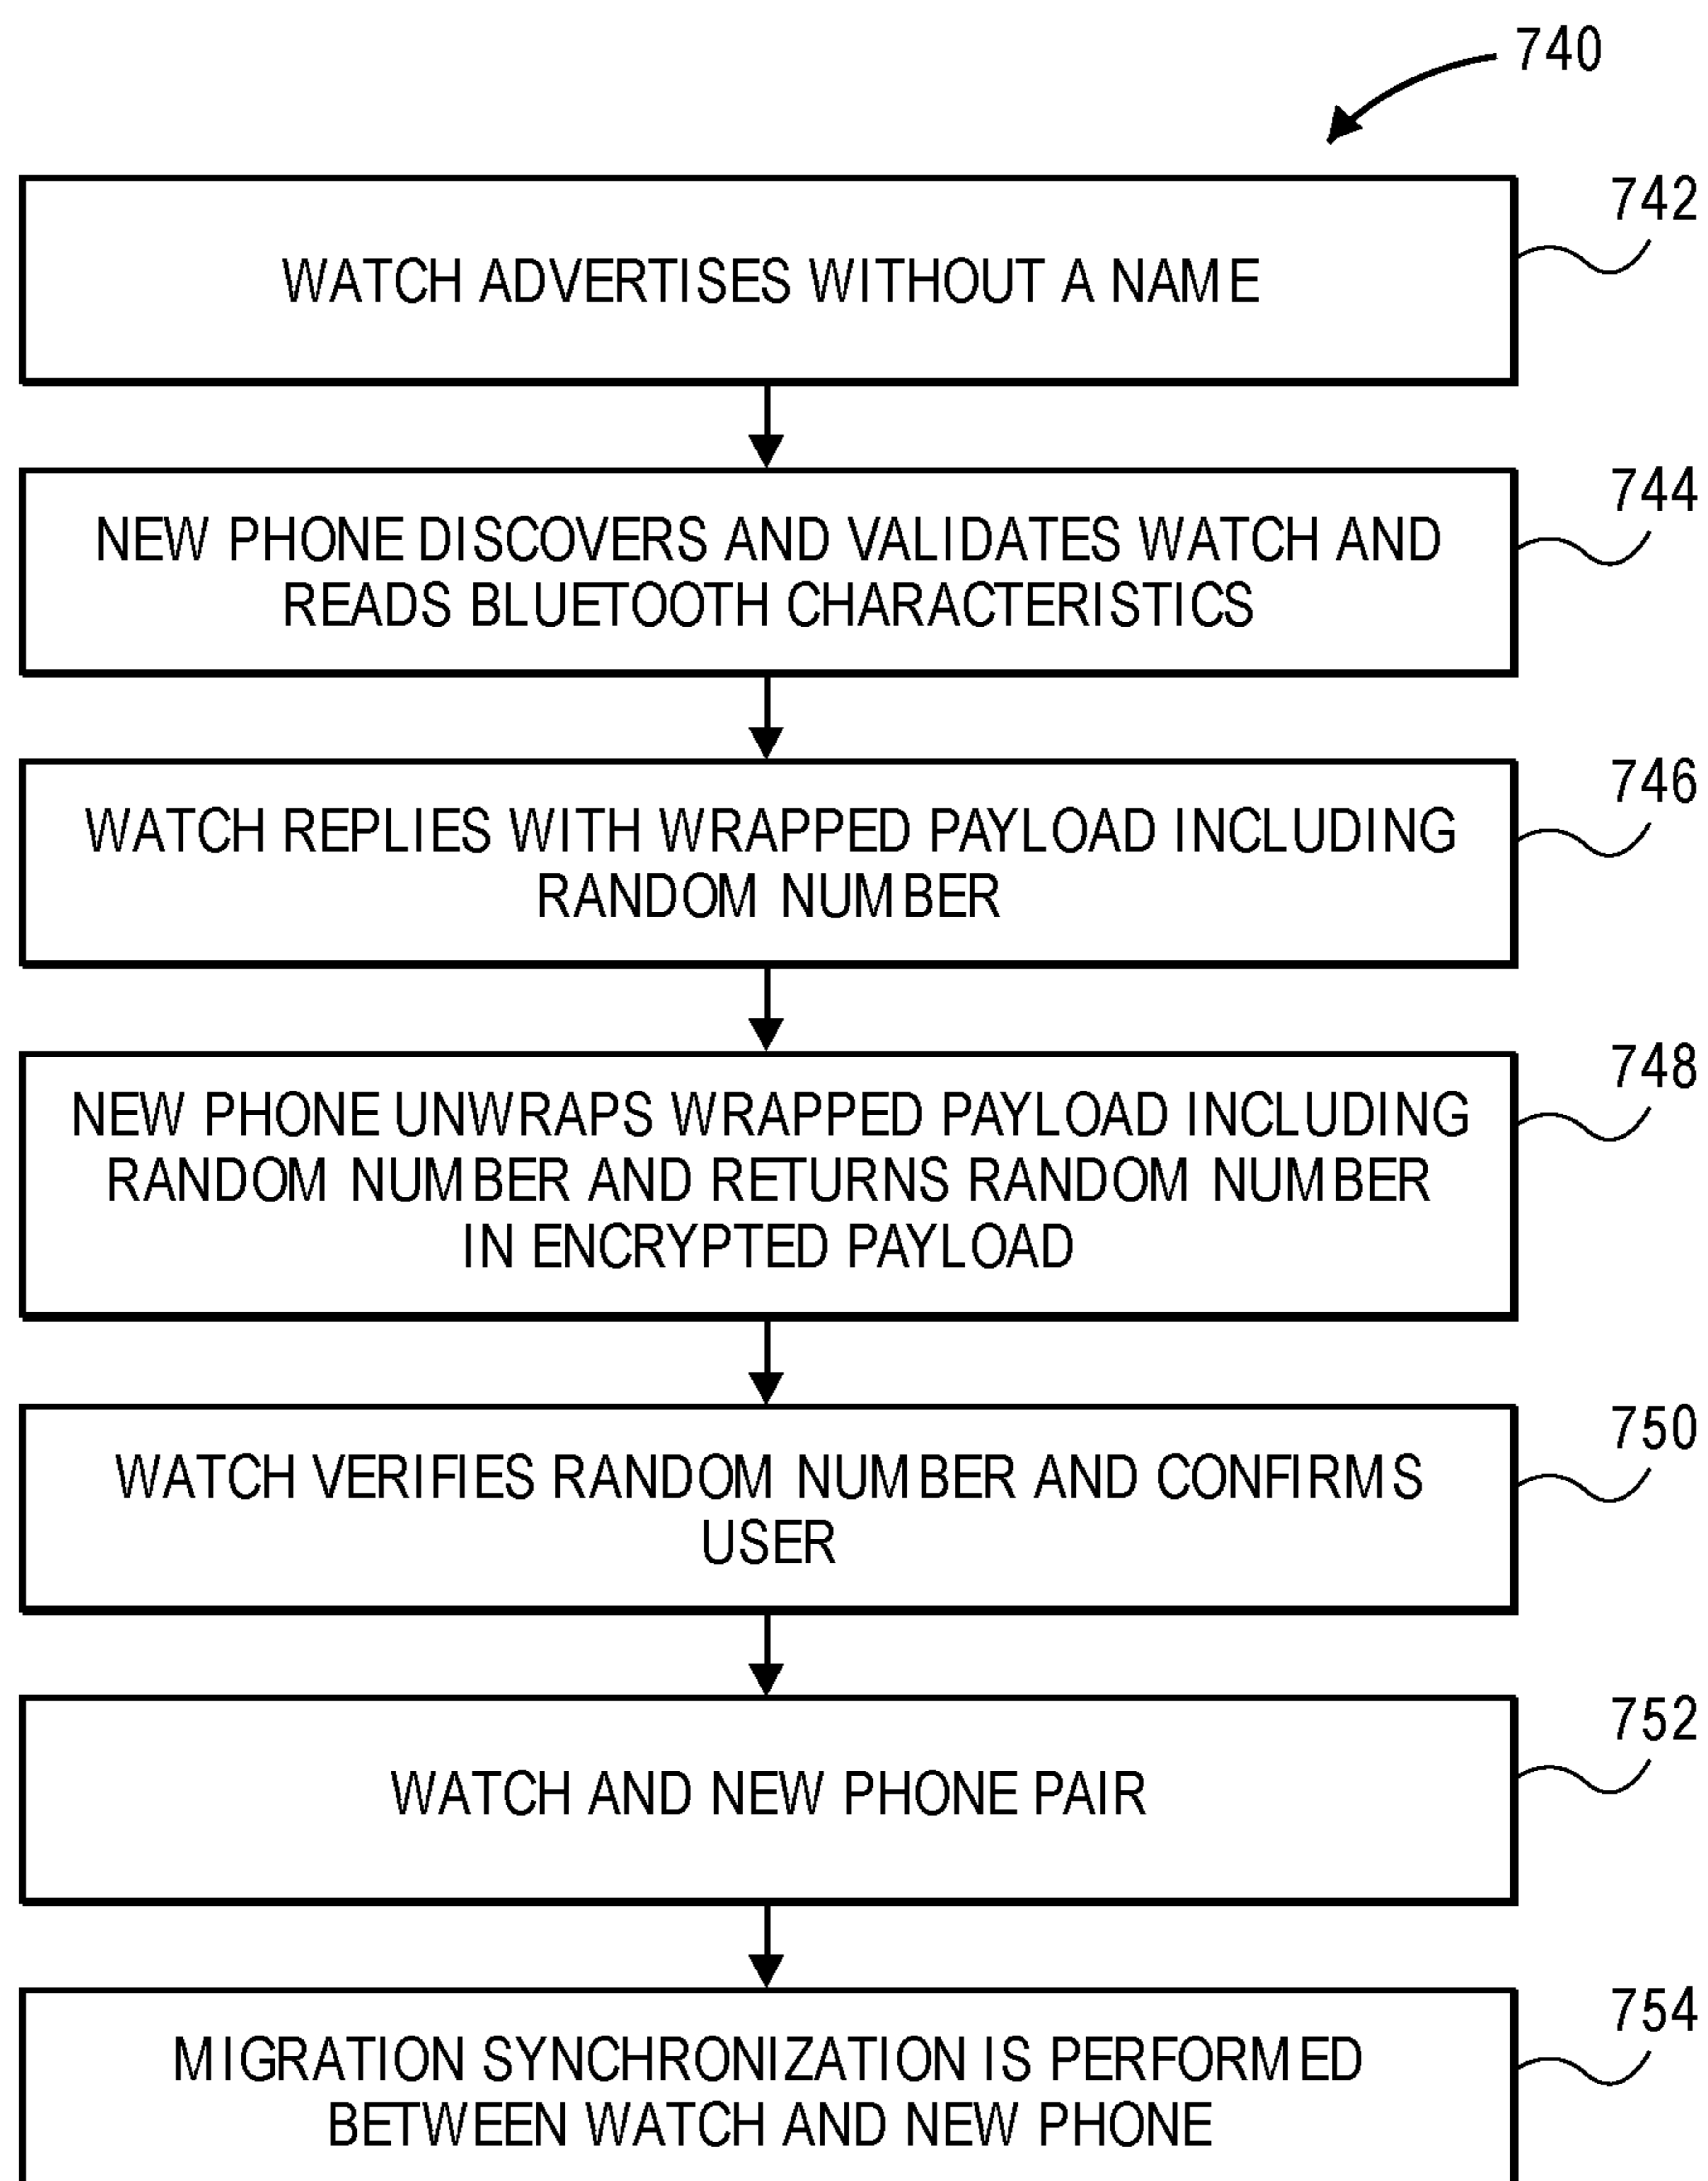 740
742
WATCH ADVERTISES WITHOUT A NAME
744
NEW PHONE DISCOVERS AND VALIDATES WATCH AND
READS BLUETOOTH CHARACTERISTICS
746
WATCH REPLIES WITH WRAPPED PAYLOAD INCLUDING
RANDOM NUMBER
748
NEW PHONE UNWRAPS WRAPPED PAYLOAD INCLUDING
RANDOM NUMBER AND RETURNS RANDOM NUMBER
IN ENCRYPTED PAYLOAD
750
WATCH VERIFIES RANDOM NUMBER AND CONFIRMS
USER
752
WATCH AND NEW PHONE PAIR
754
MIGRATION SYNCHRONIZATION IS PERFORMED
BETWEEN WATCH AND NEW PHONE